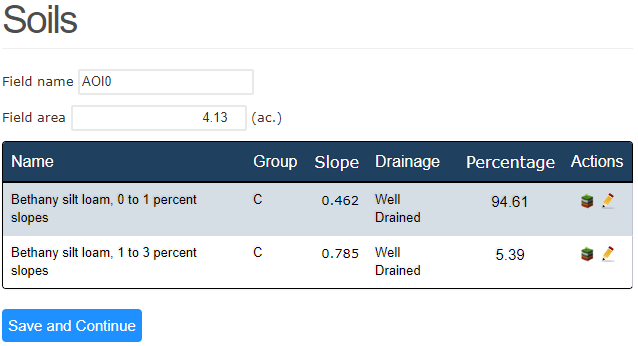 Soils
Field name AOI0
Field area 4.13 (ac.)
Name Group Slope Drainage Percentage Actions
Bethany silt loam, 0 to 1 percent slopes C 0.462 Well Drained 94.61
Bethany silt loam, 1 to 3 percent slopes C 0.785 Well Drained 5.39
Save and Continue